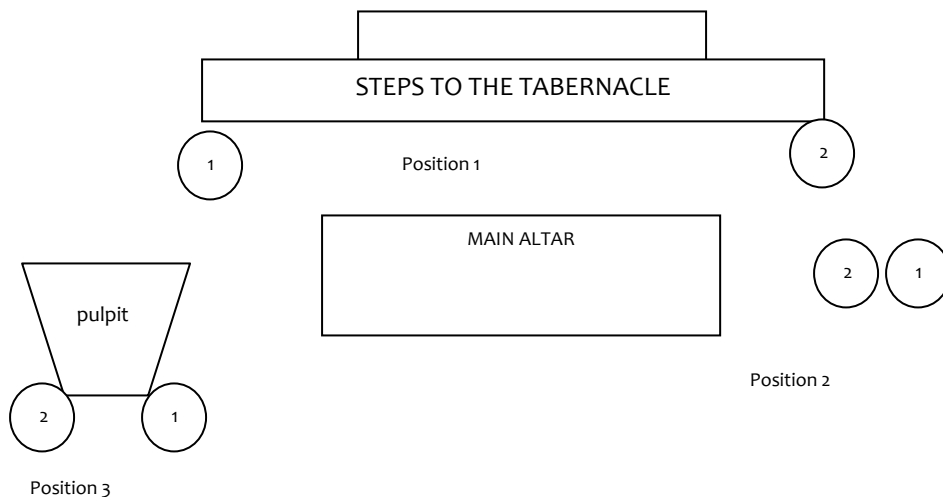 STEPS TO THE TABERNACLE
1
Position 1
2
MAIN ALTAR
2
1
pulpit
Position 2
2
1
Position 3